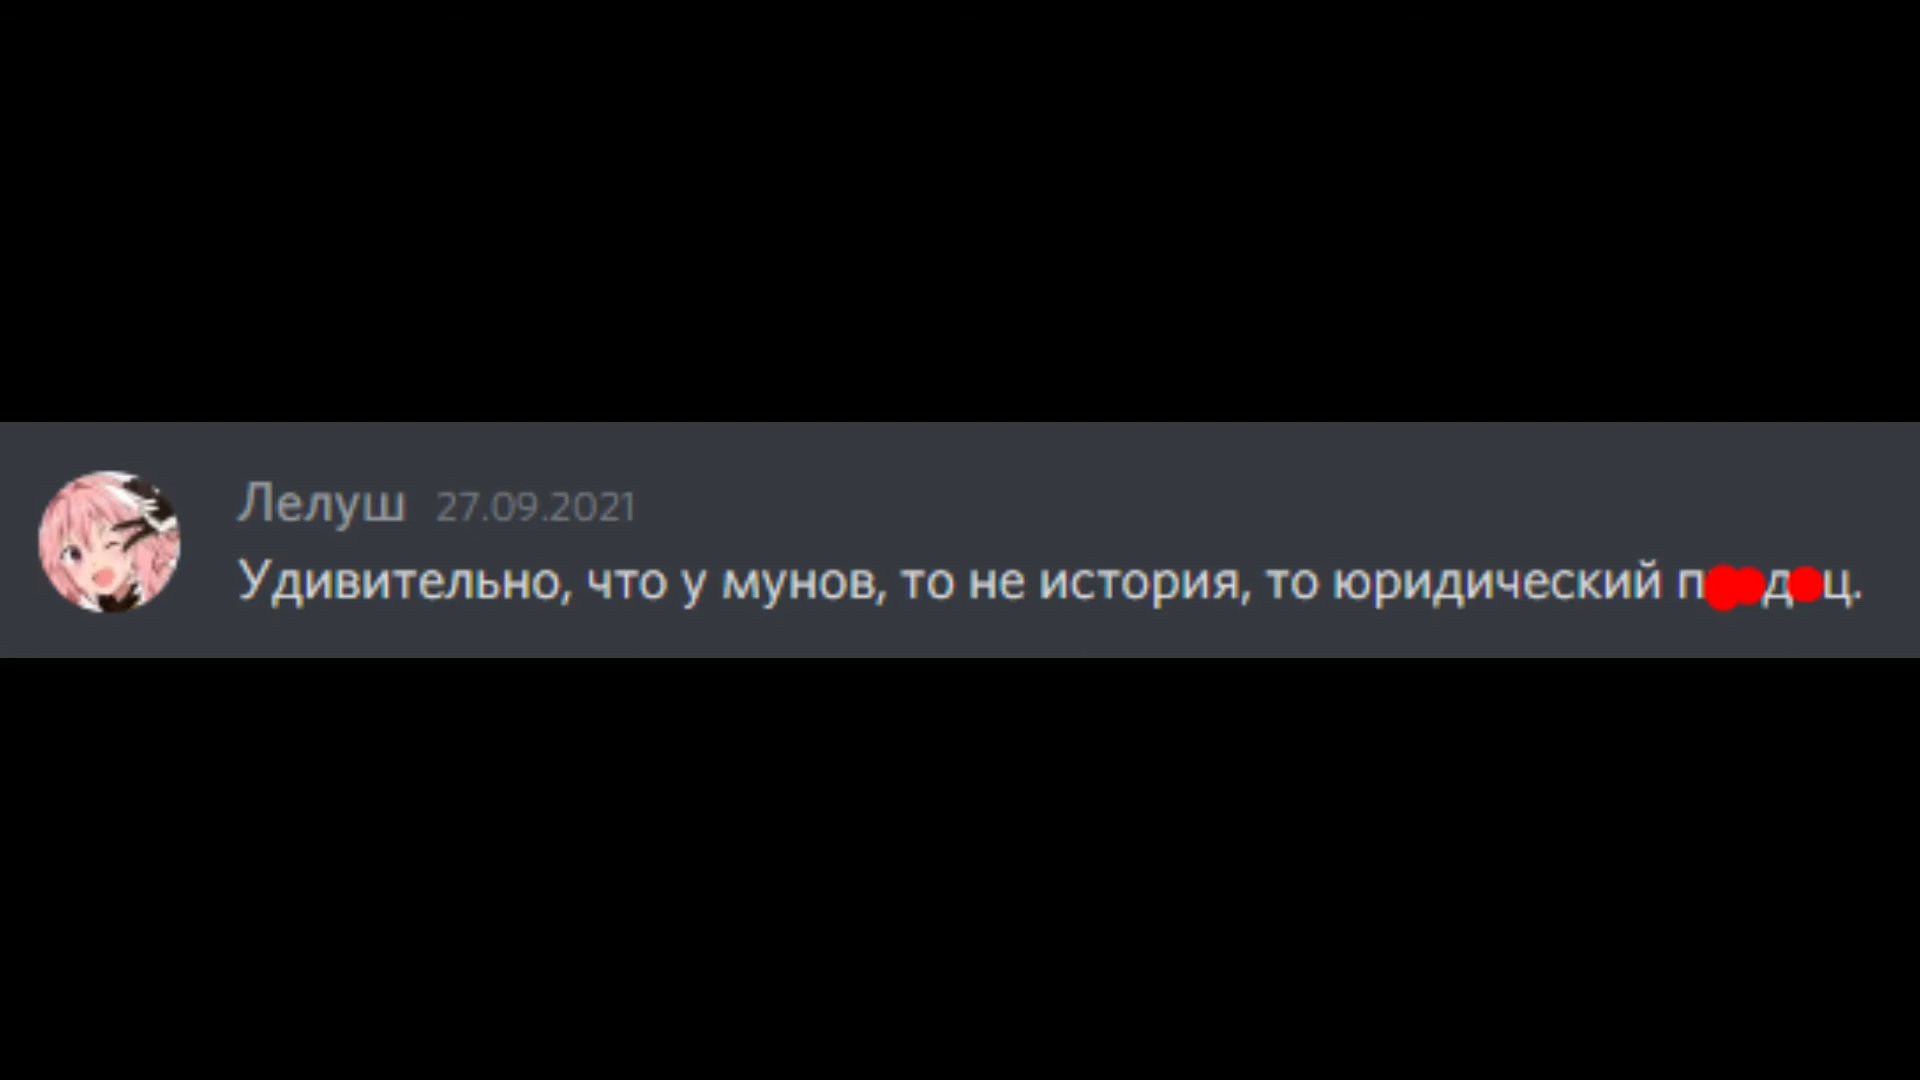 Лелуш 27.09.2021
Удивительно, что у мунов, то не история, то юридический